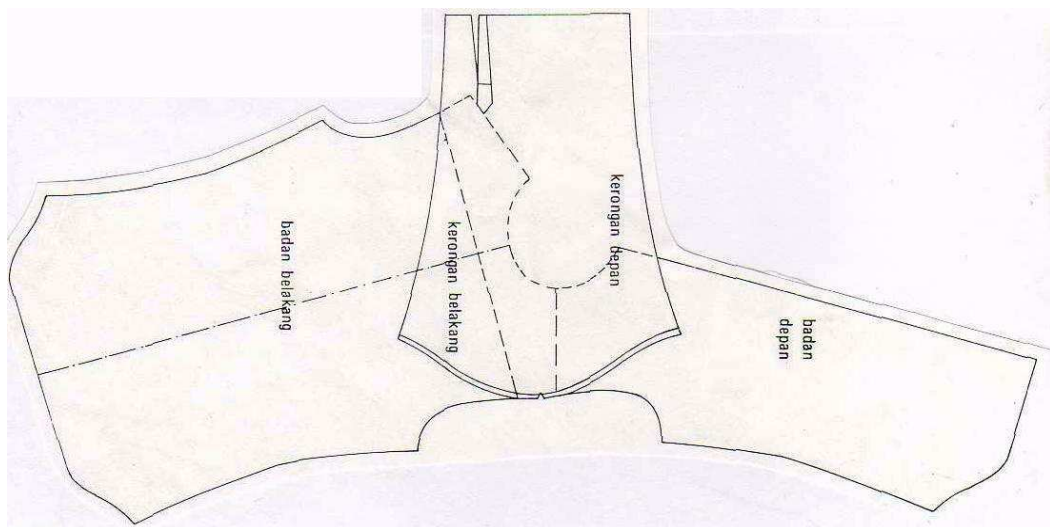 badan belakang
kerongan belakang
kerongan depan
badan
depan